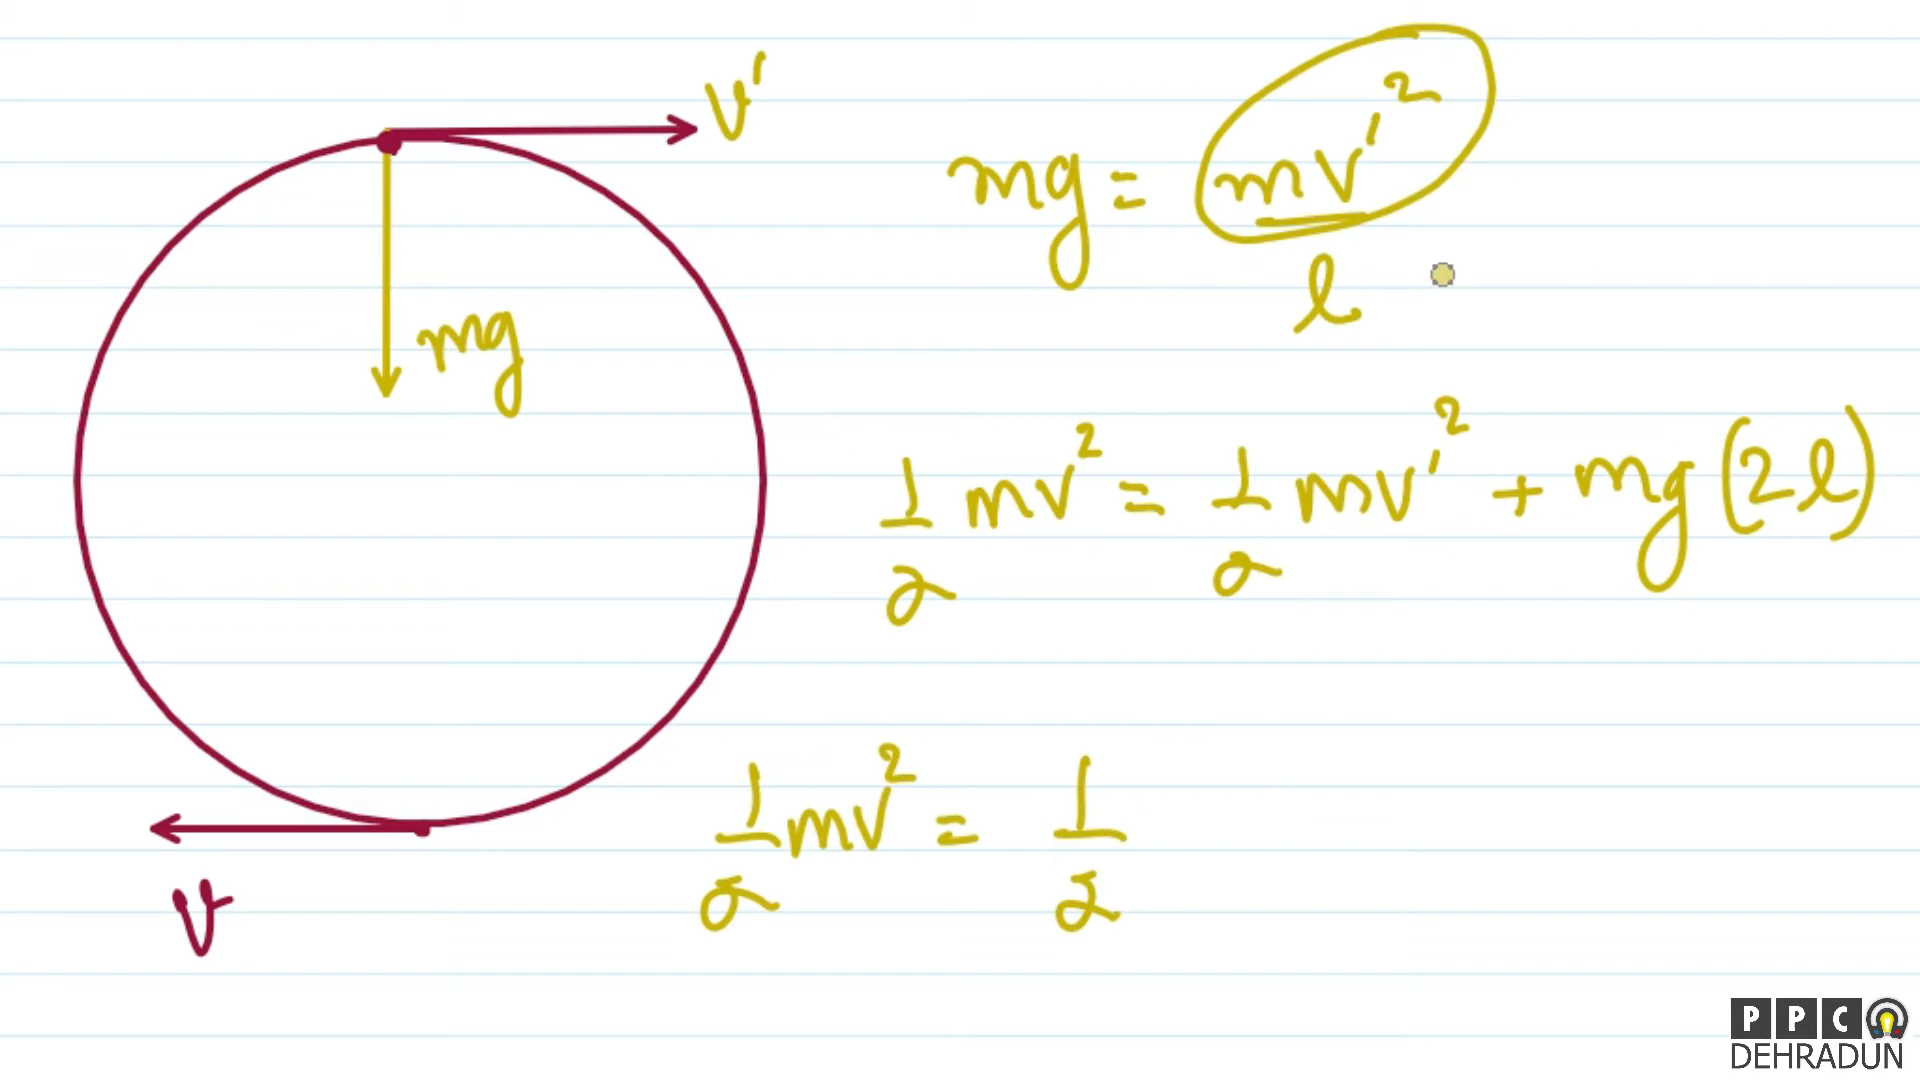 v'
mg = mv'²/l
mg
1/2 mv² = 1/2 mv'² + mg(2l)
1/2 mv² = 1/2
v
PPC
DEHRADUN